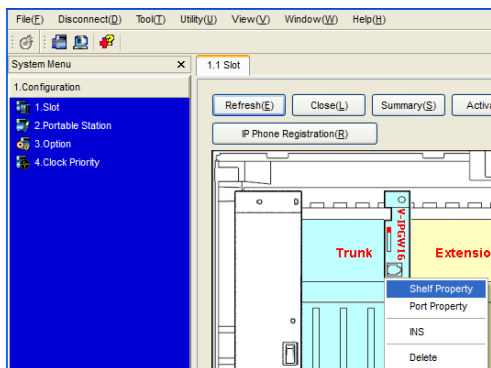 File(F) Disconnect(D) Tool(T) Utility(U) View(V) Window(W) Help(H)
System Menu X 1.1 Slot
1.Configuration
1.Slot
2.Portable Station
3.Option
4.Clock Priority
Refresh(E) Close(L) Summary(S) Activa
IP Phone Registration(R)
V-IPGW16
Trunk Extensio
Shelf Property
Port Property
INS
Delete